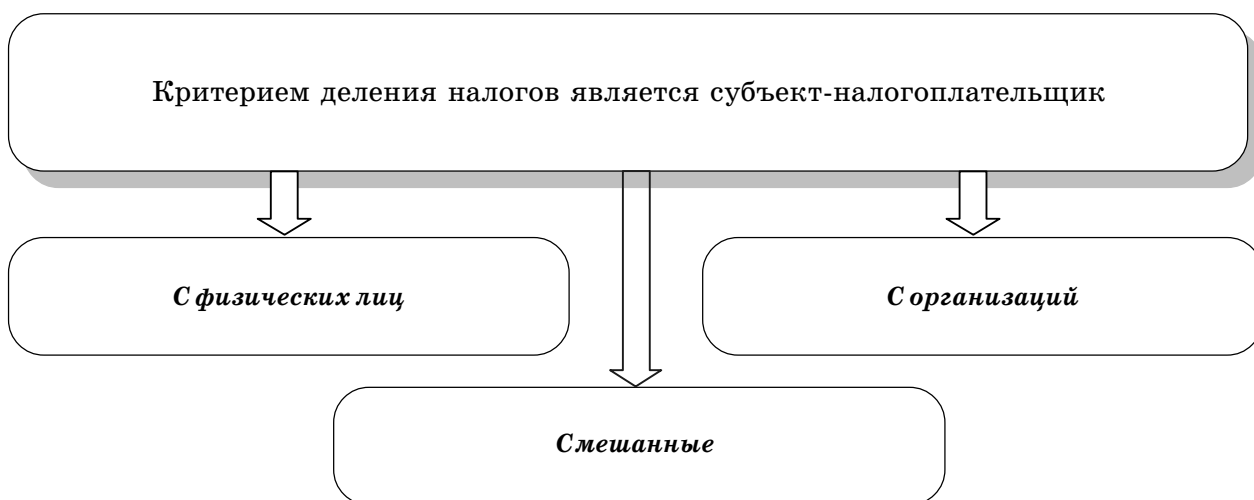 Критерием деления налогов является субъект-налогоплательщик
С физических лиц
С организаций
Смешанные